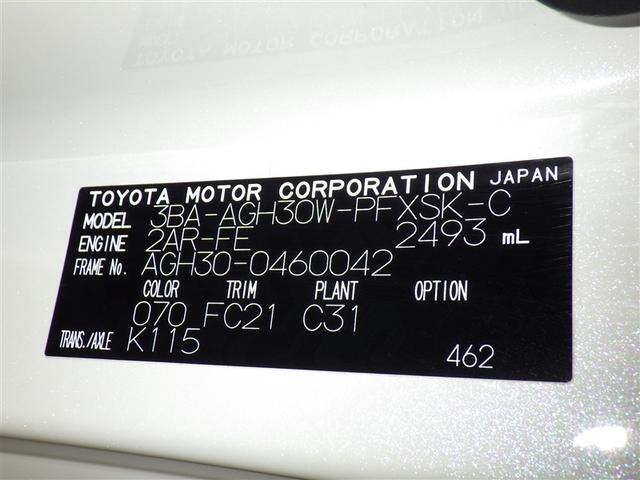 TOYOTA MOTOR CORPORATION JAPAN
MODEL 3BA-AGH30W-PFXSK-C
ENGINE 2AR-FE 2493 mL
FRAME No. AGH30-0460042
COLOR TRIM PLANT OPTION
070 FC21 C31
TRANS./AXLE K115
462